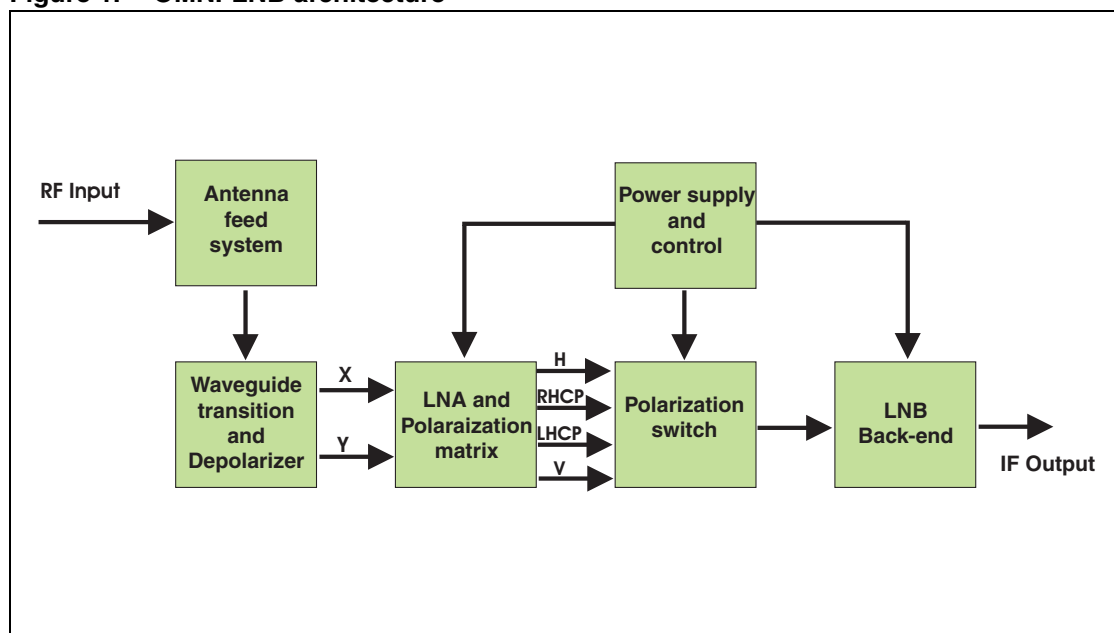 RF Input
Antenna
feed
system
Power supply
and
control
Waveguide
transition
and
Depolarizer
X
Y
LNA and
Polaraization
matrix
H
RHCP
LHCP
V
Polarization
switch
LNB
Back-end
IF Output